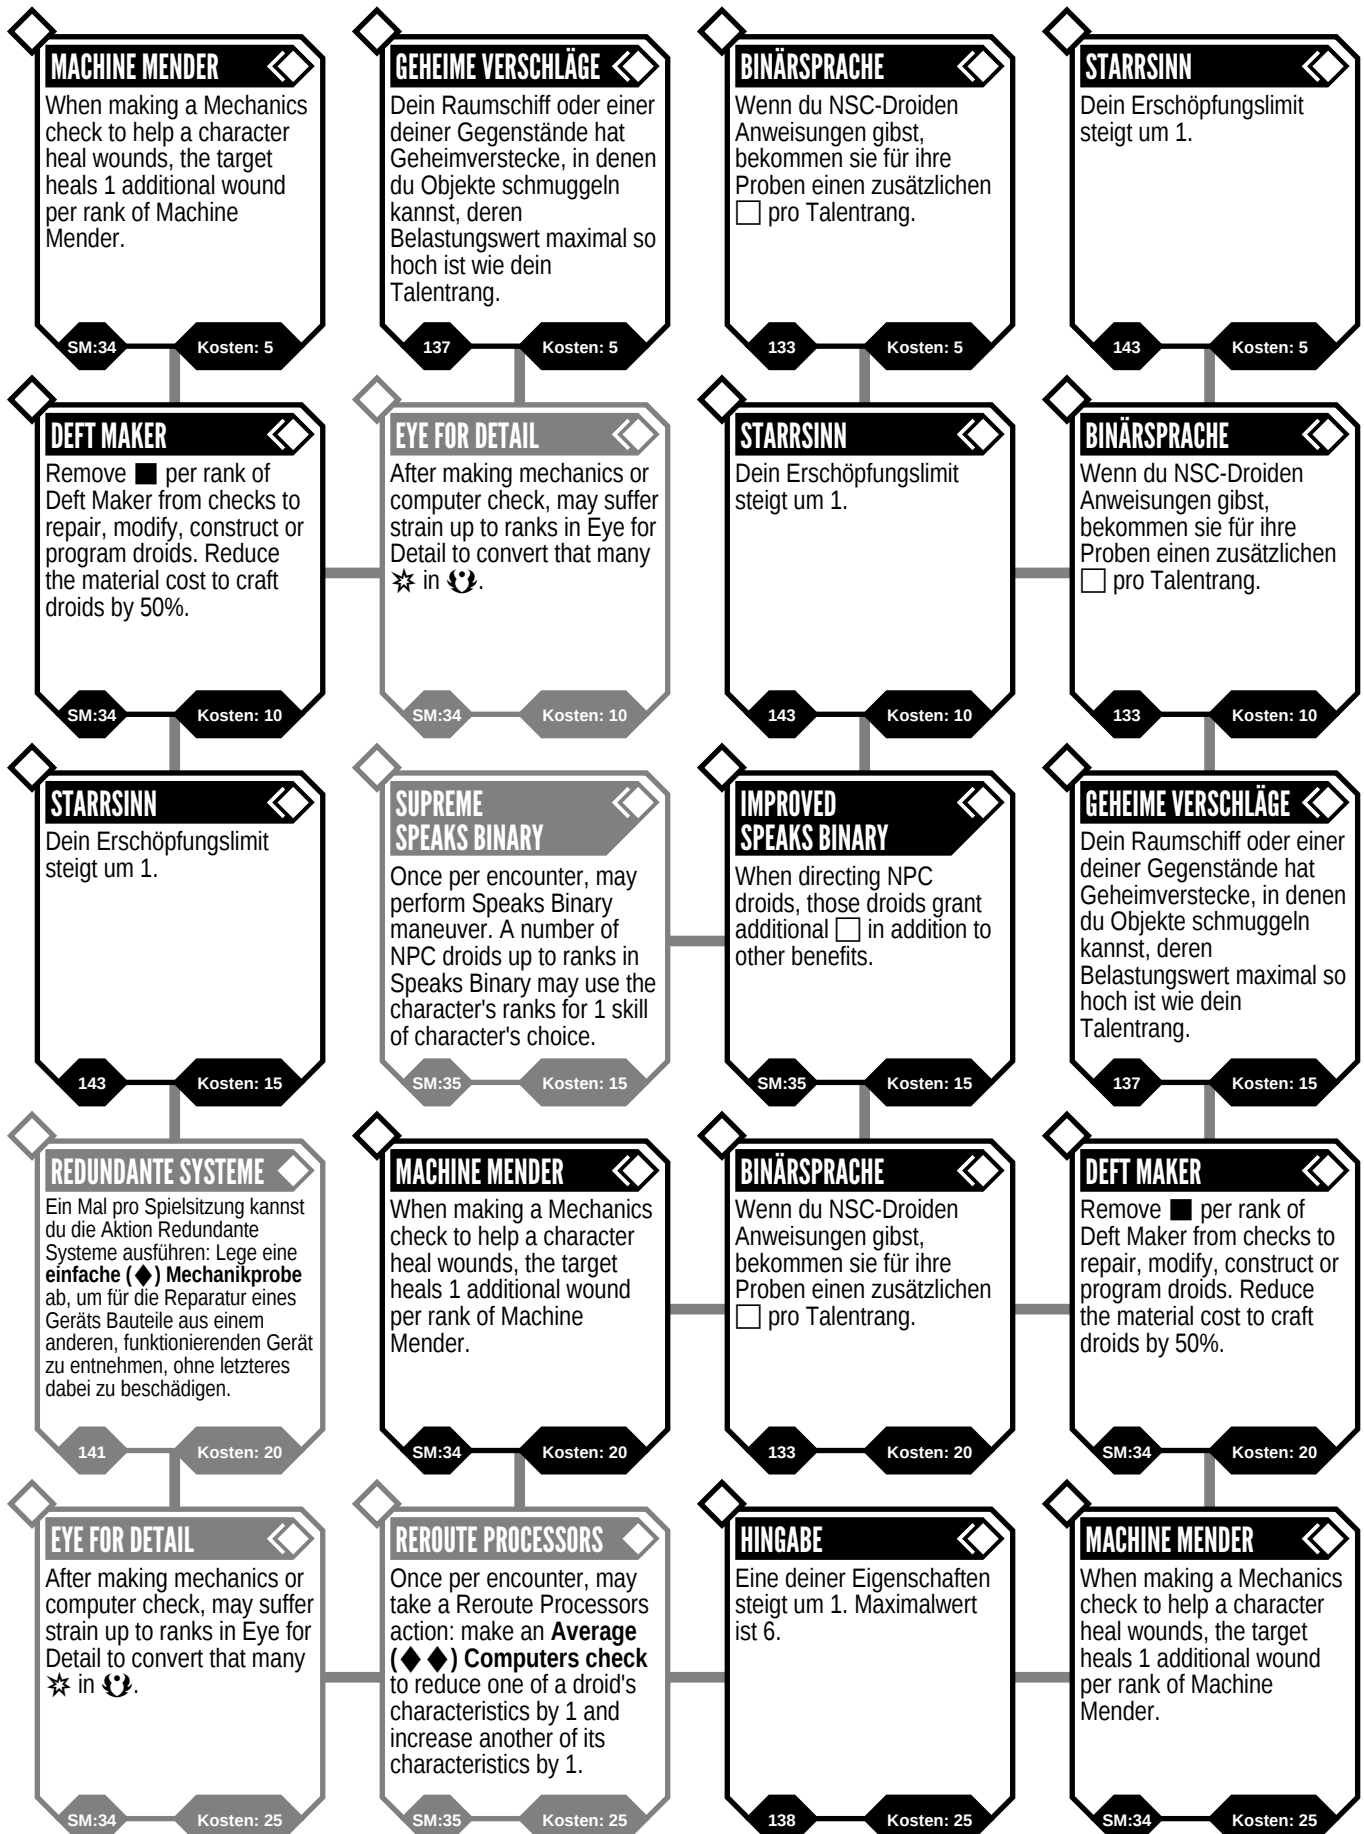 MACHINE MENDER
When making a Mechanics
check to help a character
heal wounds, the target
heals 1 additional wound
per rank of Machine
Mender.
SM:34
Kosten: 5
GEHEIME VERSCHLÄGE
Dein Raumschiff oder einer
deiner Gegenstände hat
Geheimverstecke, in denen
du Objekte schmuggeln
kannst, deren
Belastungswert maximal so
hoch ist wie dein
Talentrang.
137
Kosten: 5
BINÄRSPRACHE
Wenn du NSC-Droiden
Anweisungen gibst,
bekommen sie für ihre
Proben einen zusätzlichen
□ pro Talentrang.
133
Kosten: 5
STARRSINN
Dein Erschöpfungslimit
steigt um 1.
143
Kosten: 5
DEFT MAKER
Remove ■ per rank of
Deft Maker from checks to
repair, modify, construct or
program droids. Reduce
the material cost to craft
droids by 50%.
SM:34
Kosten: 10
EYE FOR DETAIL
After making mechanics or
computer check, may suffer
strain up to ranks in Eye for
Detail to convert that many
in .
SM:34
Kosten: 10
STARRSINN
Dein Erschöpfungslimit
steigt um 1.
143
Kosten: 10
BINÄRSPRACHE
Wenn du NSC-Droiden
Anweisungen gibst,
bekommen sie für ihre
Proben einen zusätzlichen
□ pro Talentrang.
133
Kosten: 10
STARRSINN
Dein Erschöpfungslimit
steigt um 1.
143
Kosten: 15
SUPREME
SPEAKS BINARY
Once per encounter, may
perform Speaks Binary
maneuver. A number of
NPC droids up to ranks in
Speaks Binary may use the
character's ranks for 1 skill
of character's choice.
SM:35
Kosten: 15
IMPROVED
SPEAKS BINARY
When directing NPC
droids, those droids grant
additional □ in addition to
other benefits.
SM:35
Kosten: 15
GEHEIME VERSCHLÄGE
Dein Raumschiff oder einer
deiner Gegenstände hat
Geheimverstecke, in denen
du Objekte schmuggeln
kannst, deren
Belastungswert maximal so
hoch ist wie dein
Talentrang.
137
Kosten: 15
REDUNDANTE SYSTEME
Ein Mal pro Spielsitzung kannst
du die Aktion Redundante
Systeme ausführen: Lege eine
einfache (♦) Mechanikprobe
ab, um für die Reparatur eines
Geräts Bauteile aus einem
anderen, funktionierenden Gerät
zu entnehmen, ohne letzteres
dabei zu beschädigen.
141
Kosten: 20
MACHINE MENDER
When making a Mechanics
check to help a character
heal wounds, the target
heals 1 additional wound
per rank of Machine
Mender.
SM:34
Kosten: 20
BINÄRSPRACHE
Wenn du NSC-Droiden
Anweisungen gibst,
bekommen sie für ihre
Proben einen zusätzlichen
□ pro Talentrang.
133
Kosten: 20
DEFT MAKER
Remove ■ per rank of
Deft Maker from checks to
repair, modify, construct or
program droids. Reduce
the material cost to craft
droids by 50%.
SM:34
Kosten: 20
EYE FOR DETAIL
After making mechanics or
computer check, may suffer
strain up to ranks in Eye for
Detail to convert that many
in .
SM:34
Kosten: 25
REROUTE PROCESSORS
Once per encounter, may
take a Reroute Processors
action: make an Average
(♦♦) Computers check
to reduce one of a droid's
characteristics by 1 and
increase another of its
characteristics by 1.
SM:35
Kosten: 25
HINGABE
Eine deiner Eigenschaften
steigt um 1. Maximalwert
ist 6.
138
Kosten: 25
MACHINE MENDER
When making a Mechanics
check to help a character
heal wounds, the target
heals 1 additional wound
per rank of Machine
Mender.
SM:34
Kosten: 25